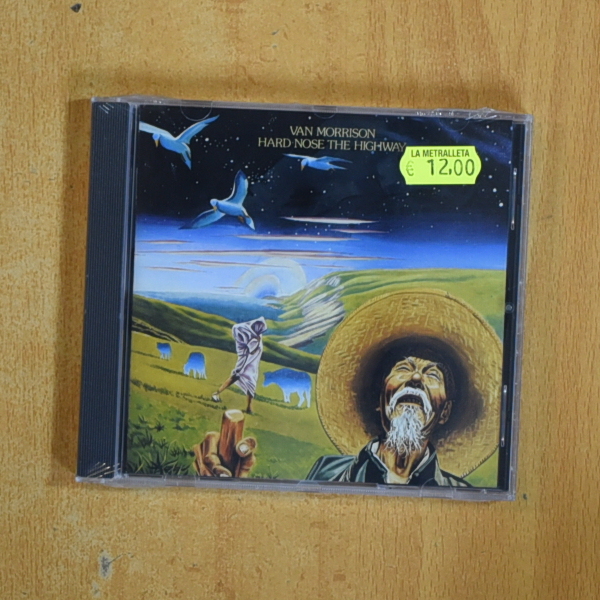 VAN MORRISON
HARD NOSE THE HIGHWAY
LA METRALLETA
€ 12,00